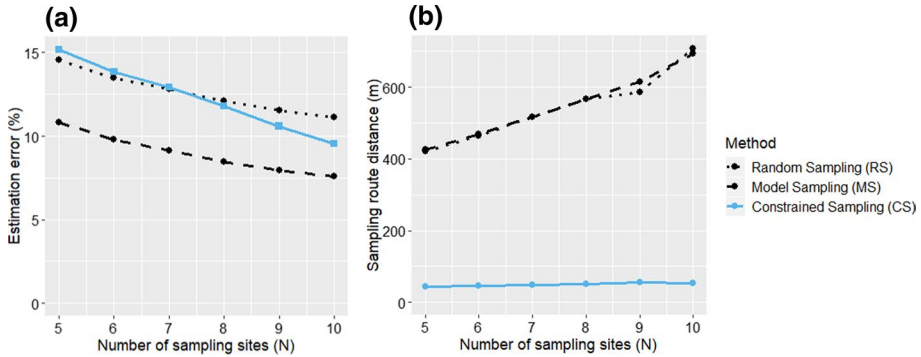 (a)
Estimation error (%)
15
10
5
0
5 6 7 8 9 10
Number of sampling sites (N)
(b)
Sampling route distance (m)
600
400
200
0
5 6 7 8 9 10
Number of sampling sites (N)
Method
Random Sampling (RS)
Model Sampling (MS)
Constrained Sampling (CS)